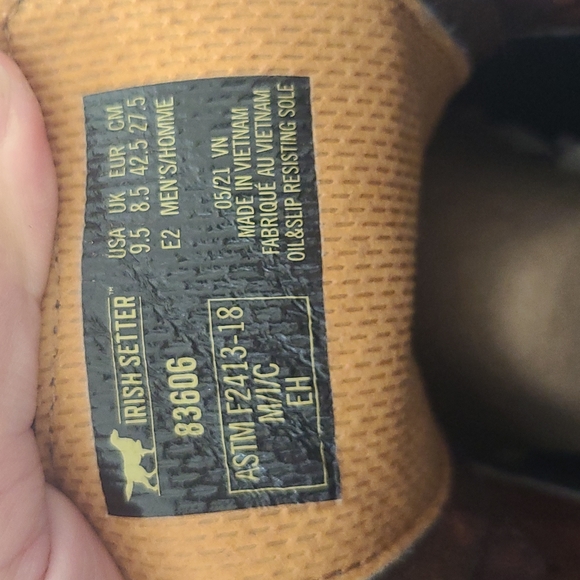 IRISH SETTER™
83606
ASTM F2413-18
M/I/C
EH
USA UK EUR CM
9.5 8.5 42.5 27.5
E2 MEN'S/HOMME
05/21 VN
MADE IN VIETNAM
FABRIQUÉ AU VIETNAM
OIL&SLIP RESISTING SOLE